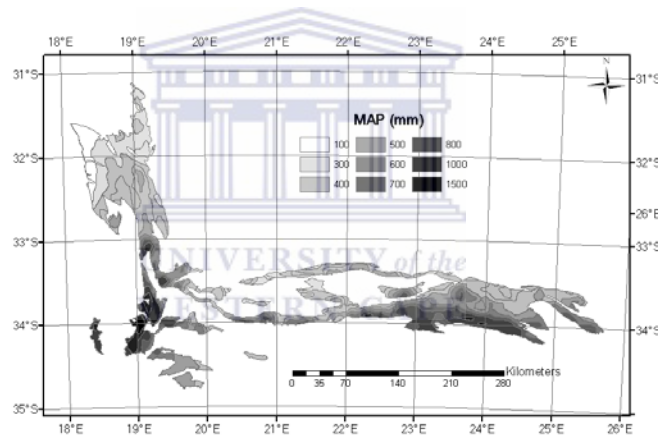 18°E 19°E 20°E 21°E 22°E 23°E 24°E 25°E
31°S 31°S
N
MAP (mm)
100 500 800
300 600 1000
400 700 1500
32°S 32°S
26°E
33°S 33°S
UNIVERSITY of the
WESTERN CAPE
34°S 34°S
Kilometers
0 35 70 140 210 280
35°S
18°E 19°E 20°E 21°E 22°E 23°E 24°E 25°E 26°E